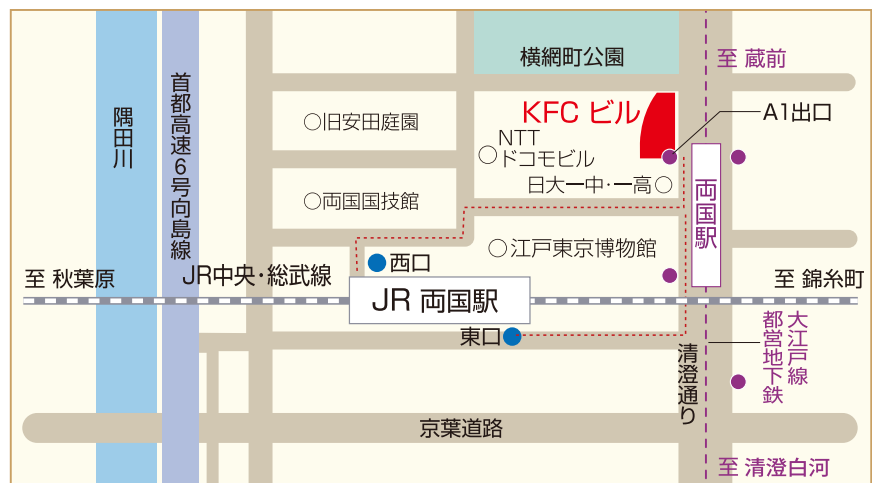 横網町公園
至 蔵前
首都高速6号向島線
隅田川
KFC ビル
A1出口
○旧安田庭園
NTT
○ドコモビル
日大一中・一高○
○両国国技館
両国駅
○江戸東京博物館
西口
至 秋葉原
JR中央・総武線
至 錦糸町
JR 両国駅
東口
大江戸線
都営地下鉄
清澄通り
京葉道路
至 清澄白河